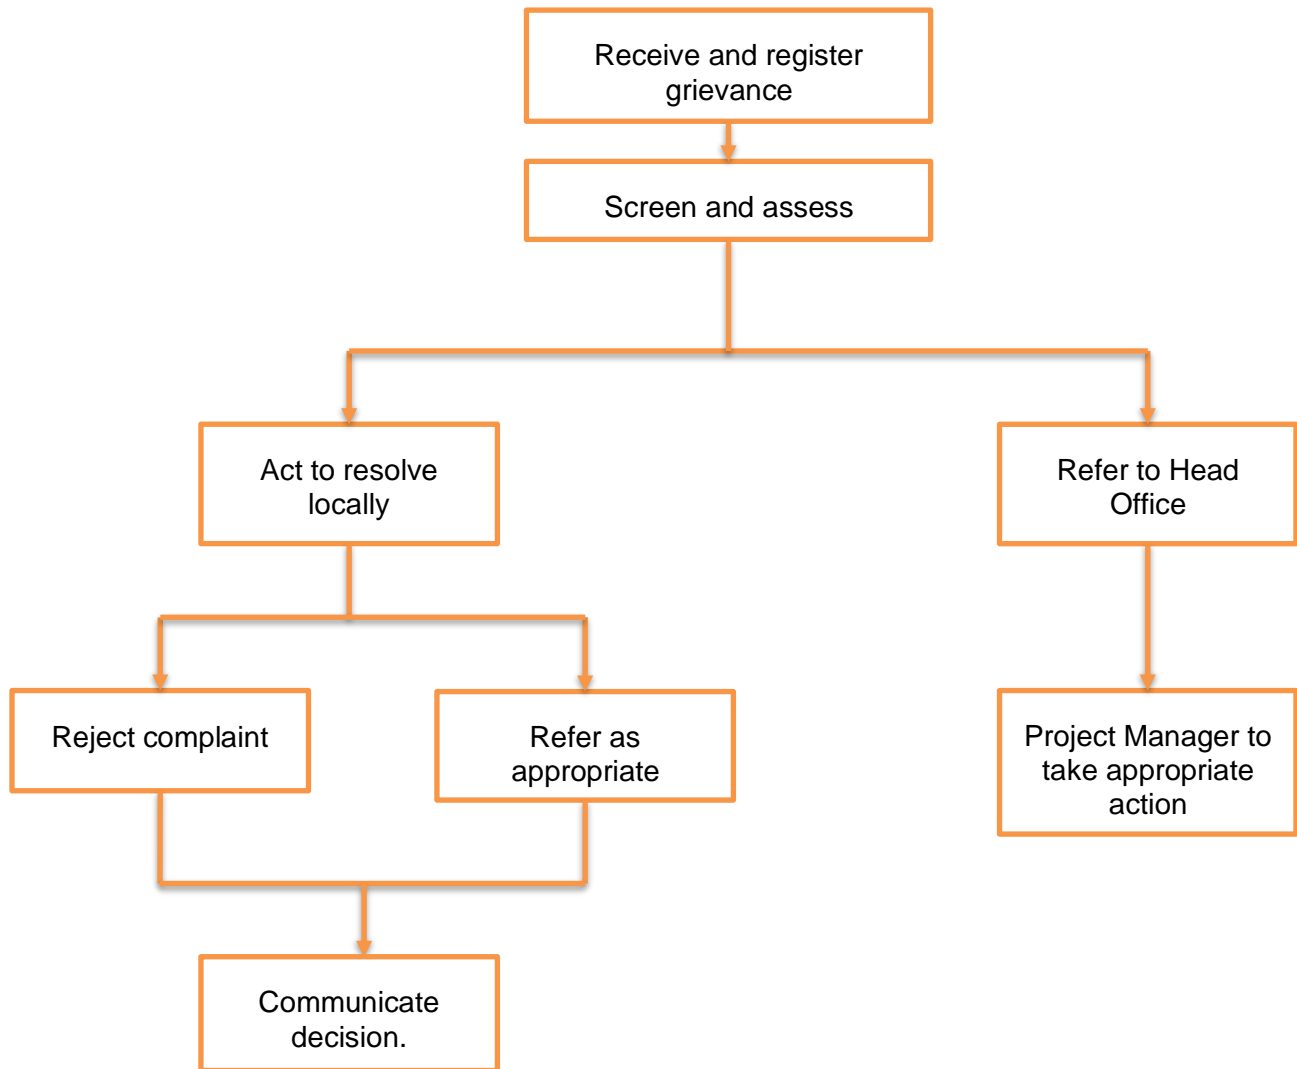 Receive and register
grievance
Screen and assess
Act to resolve
locally
Refer to Head
Office
Reject complaint
Refer as
appropriate
Project Manager to
take appropriate
action
Communicate
decision.